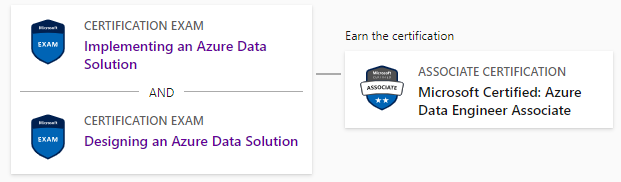 Microsoft
EXAM
CERTIFICATION EXAM
Implementing an Azure Data
Solution
AND
Microsoft
EXAM
CERTIFICATION EXAM
Designing an Azure Data Solution
Earn the certification
Microsoft
ASSOCIATE
ASSOCIATE CERTIFICATION
Microsoft Certified: Azure
Data Engineer Associate